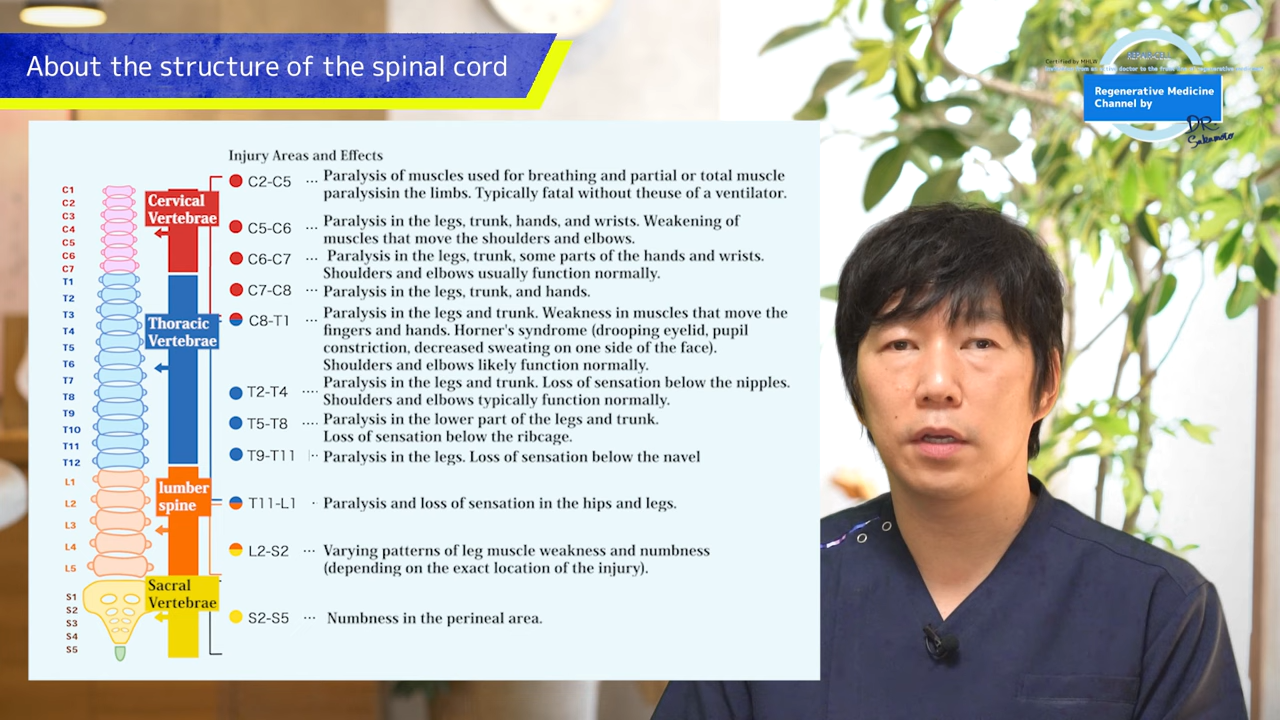 About the structure of the spinal cord
Certified by MHLW
REPAIR CELL
Regenerative Medicine
Channel by
DR.
Sakamoto
Injury Areas and Effects
C1
C2
C3
C4
C5
C6
C7
T1
T2
T3
T4
T5
T6
T7
T8
T9
T10
T11
T12
L1
L2
L3
L4
L5
S1
S2
S3
S4
S5
Cervical
Vertebrae
Thoracic
Vertebrae
lumber
spine
Sacral
Vertebrae
C2-C5 ··· Paralysis of muscles used for breathing and partial or total muscle
paralysisin the limbs. Typically fatal without theuse of a ventilator.
C5-C6 ··· Paralysis in the legs, trunk, hands, and wrists. Weakening of
muscles that move the shoulders and elbows.
C6-C7 ··· Paralysis in the legs, trunk, some parts of the hands and wrists.
Shoulders and elbows usually function normally.
C7-C8 ··· Paralysis in the legs, trunk, and hands.
C8-T1 ··· Paralysis in the legs and trunk. Weakness in muscles that move the
fingers and hands. Horner's syndrome (drooping eyelid, pupil
constriction, decreased sweating on one side of the face).
Shoulders and elbows likely function normally.
T2-T4 ···· Paralysis in the legs and trunk. Loss of sensation below the nipples.
Shoulders and elbows typically function normally.
T5-T8 ···· Paralysis in the lower part of the legs and trunk.
Loss of sensation below the ribcage.
T9-T11 ·· Paralysis in the legs. Loss of sensation below the navel
T11-L1 · Paralysis and loss of sensation in the hips and legs.
L2-S2 ··· Varying patterns of leg muscle weakness and numbness
(depending on the exact location of the injury).
S2-S5 ··· Numbness in the perineal area.